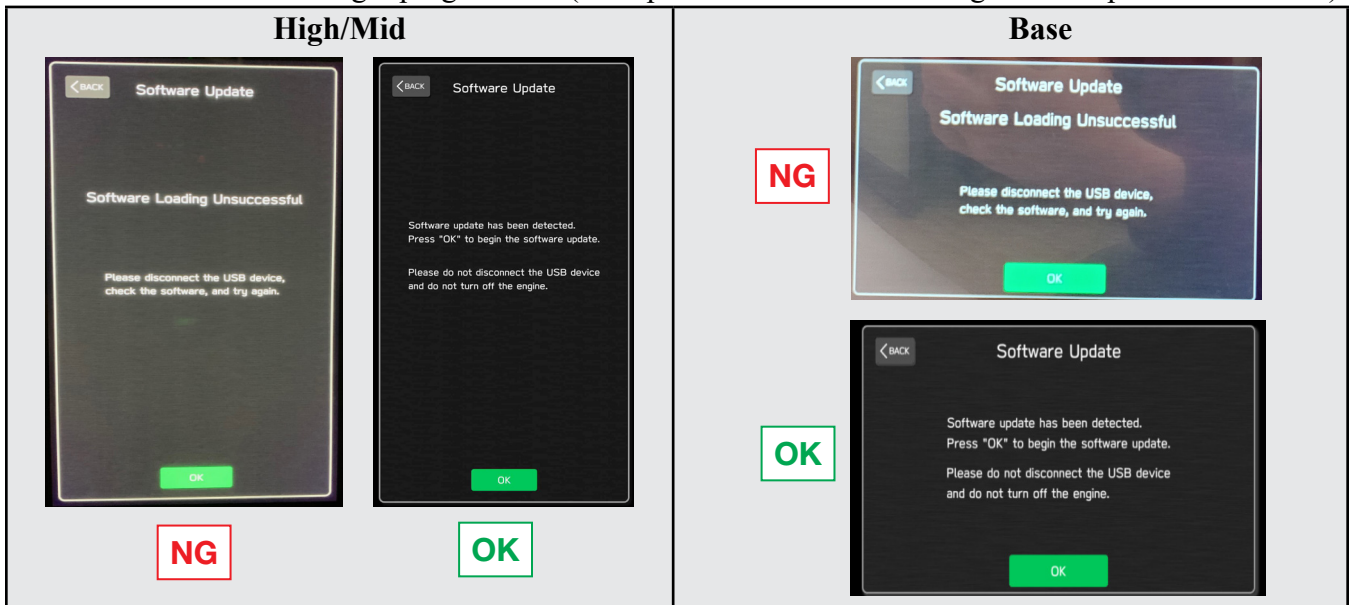 High/Mid
Base
< BACK
Software Update
Software Loading Unsuccessful
Please disconnect the USB device,
check the software, and try again.
OK
NG
< BACK
Software Update
Software update has been detected.
Press "OK" to begin the software update.
Please do not disconnect the USB device
and do not turn off the engine.
OK
OK
NG
< BACK
Software Update
Software Loading Unsuccessful
Please disconnect the USB device,
check the software, and try again.
OK
OK
< BACK
Software Update
Software update has been detected.
Press "OK" to begin the software update.
Please do not disconnect the USB device
and do not turn off the engine.
OK